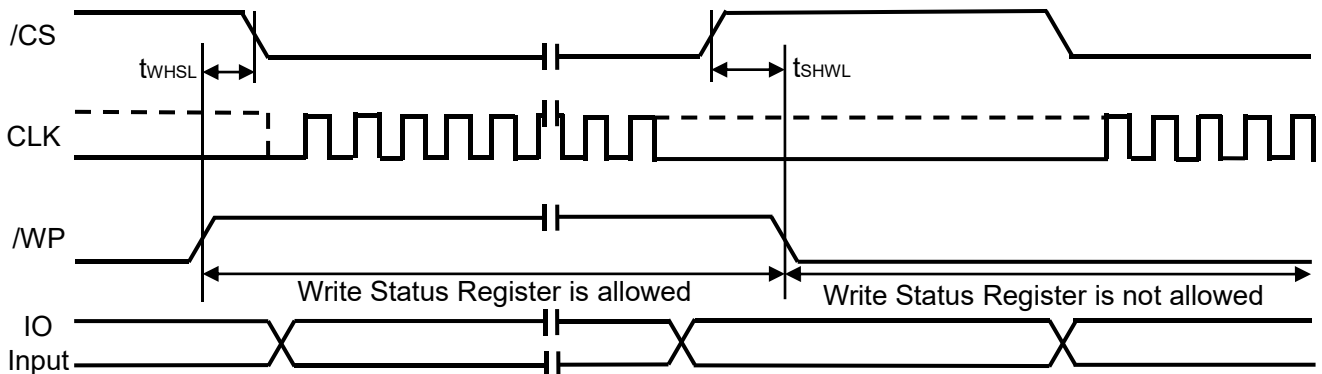 /CS
tWHSL
tSHWL
CLK
/WP
Write Status Register is allowed
Write Status Register is not allowed
IO
Input